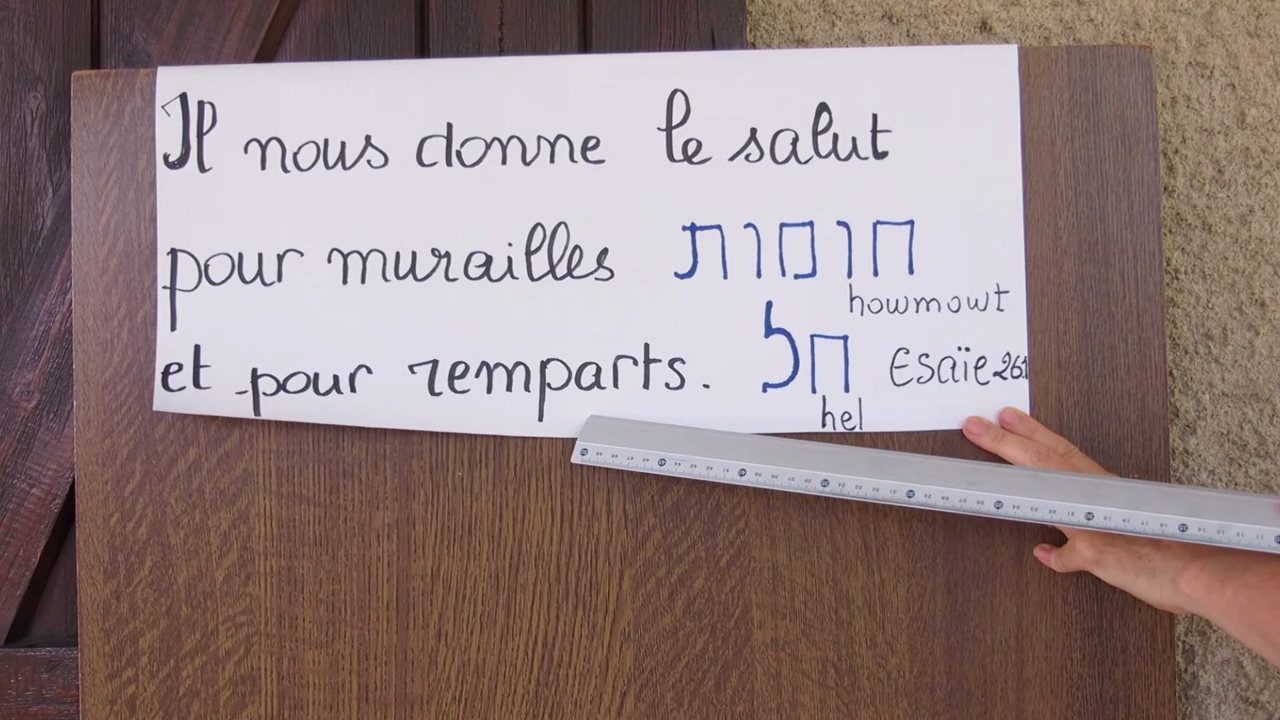 Il nous donne le salut
pour murailles חומות
howmowt
et pour remparts. חל Esaïe 26:1
hel